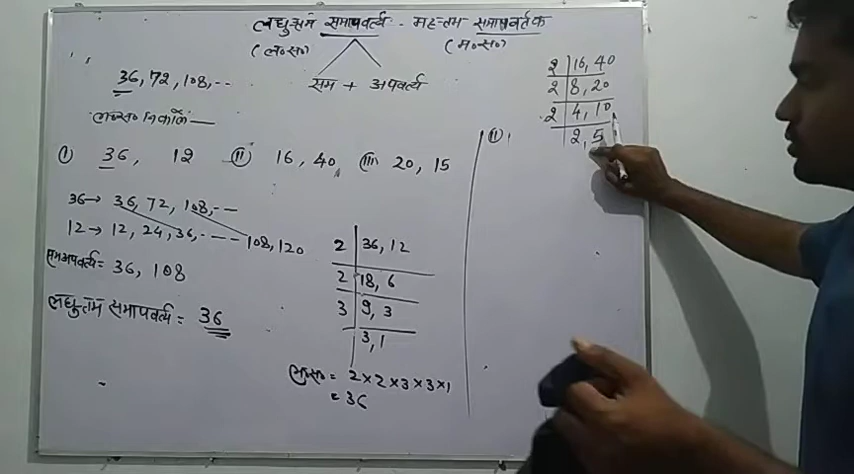 लघुत्तम समापवर्त्य - महत्तम समापवर्तक
(ल०स०) (म०स०)
सम + अपवर्त्य
36, 72, 108, --
ल०स० निकालें —
① 36, 12 ⑪ 16, 40, ⑪ı 20, 15
36 → 36, 72, 108, --
12 → 12, 24, 36, ---- 108, 120
समअपवर्त्य = 36, 108
लघुत्तम समापवर्त्य = 36
2 | 36, 12
2 | 18, 6
3 | 9, 3
3, 1
ल०स० = 2 × 2 × 3 × 3 × 1
= 36
2 | 16, 40
2 | 8, 20
2 | 4, 10
2, 5